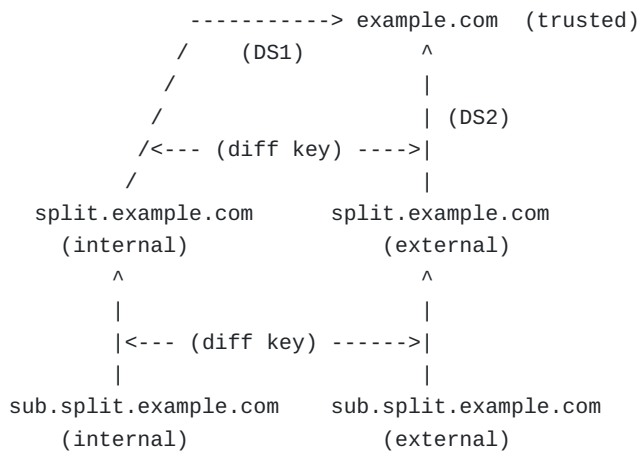 -----------> example.com (trusted)
/ (DS1) ^
/ |
/ | (DS2)
/<--- (diff key) ---->|
/ |
split.example.com split.example.com
(internal) (external)
^ ^
| |
|<--- (diff key) ------>|
| |
sub.split.example.com sub.split.example.com
(internal) (external)